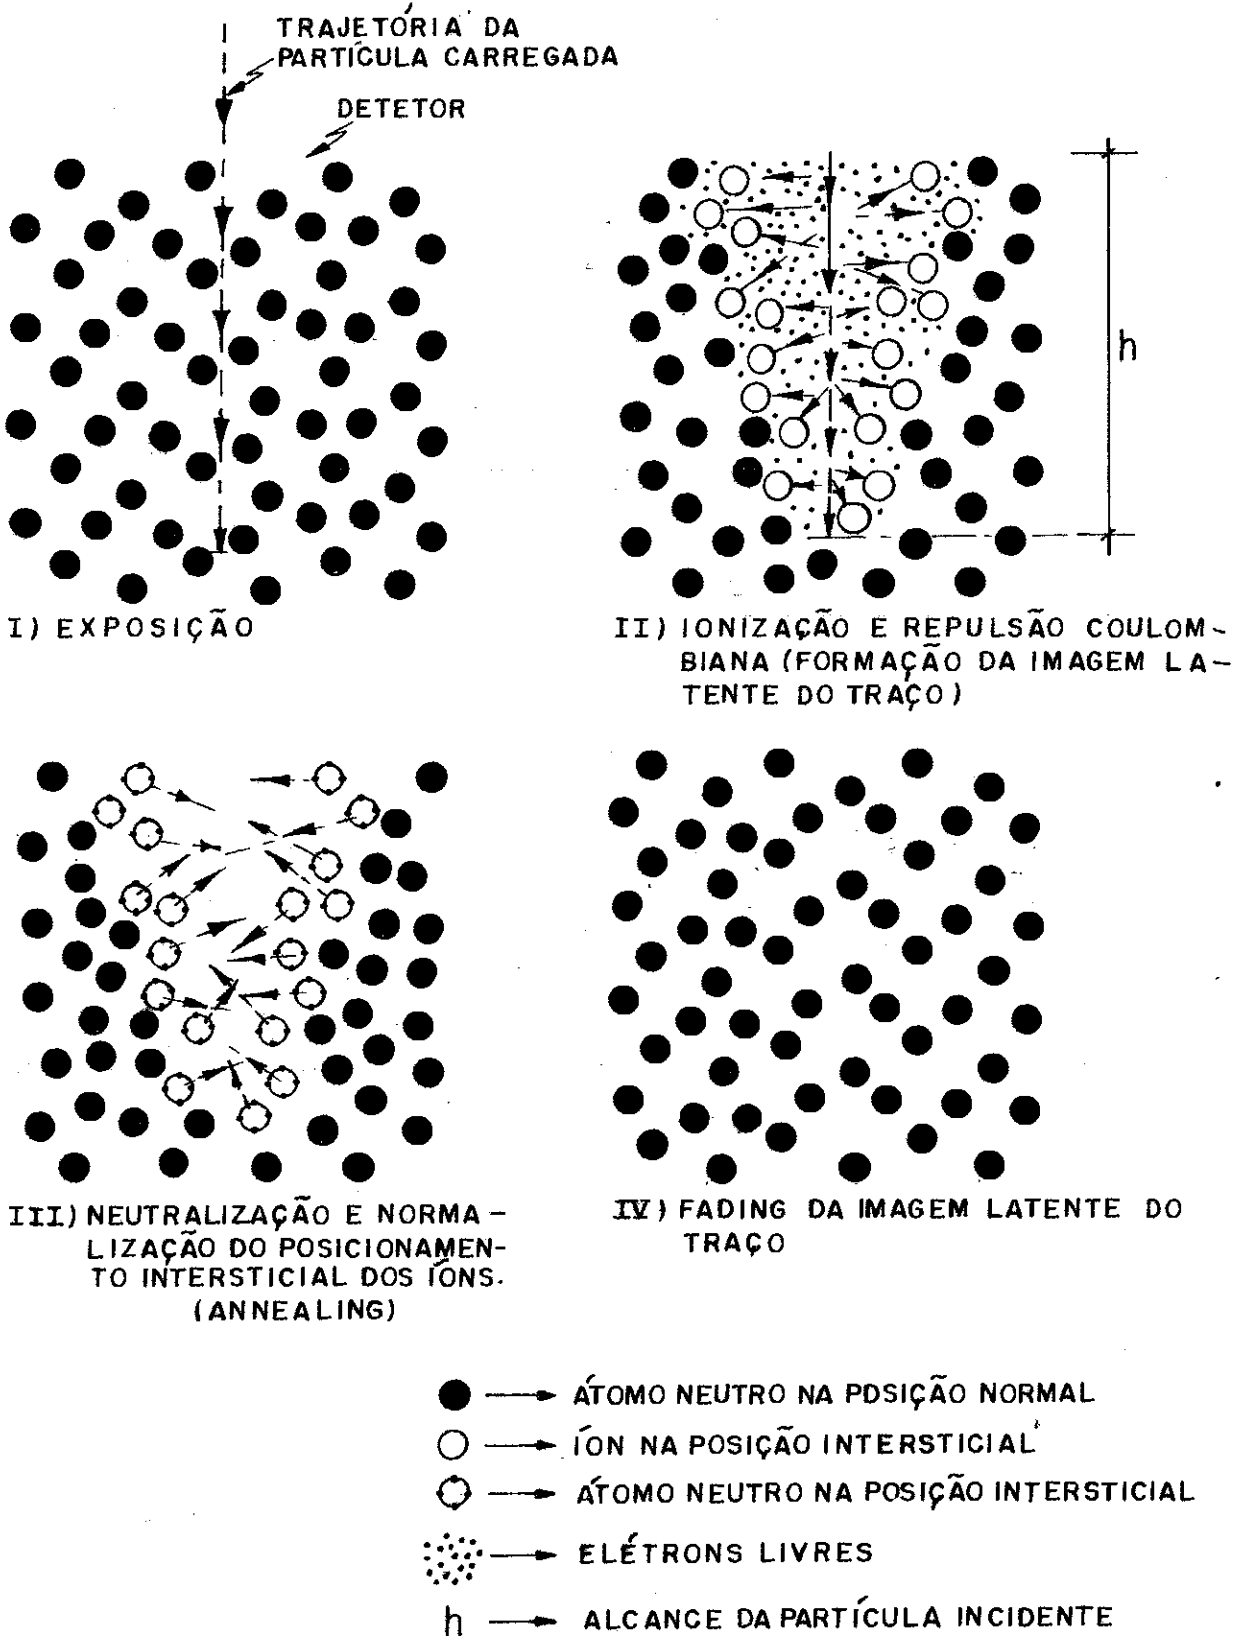 TRAJETÓRIA DA
PARTÍCULA CARREGADA
DETETOR
h
I) EXPOSIÇÃO
II) IONIZAÇÃO E REPULSÃO COULOM-
BIANA (FORMAÇÃO DA IMAGEM LA-
TENTE DO TRAÇO)
III) NEUTRALIZAÇÃO E NORMA-
LIZAÇÃO DO POSICIONAMEN-
TO INTERSTICIAL DOS ÍONS.
(ANNEALING)
IV) FADING DA IMAGEM LATENTE DO
TRAÇO
ÁTOMO NEUTRO NA POSIÇÃO NORMAL
ÍON NA POSIÇÃO INTERSTICIAL
ÁTOMO NEUTRO NA POSIÇÃO INTERSTICIAL
ELÉTRONS LIVRES
h ALCANCE DA PARTÍCULA INCIDENTE